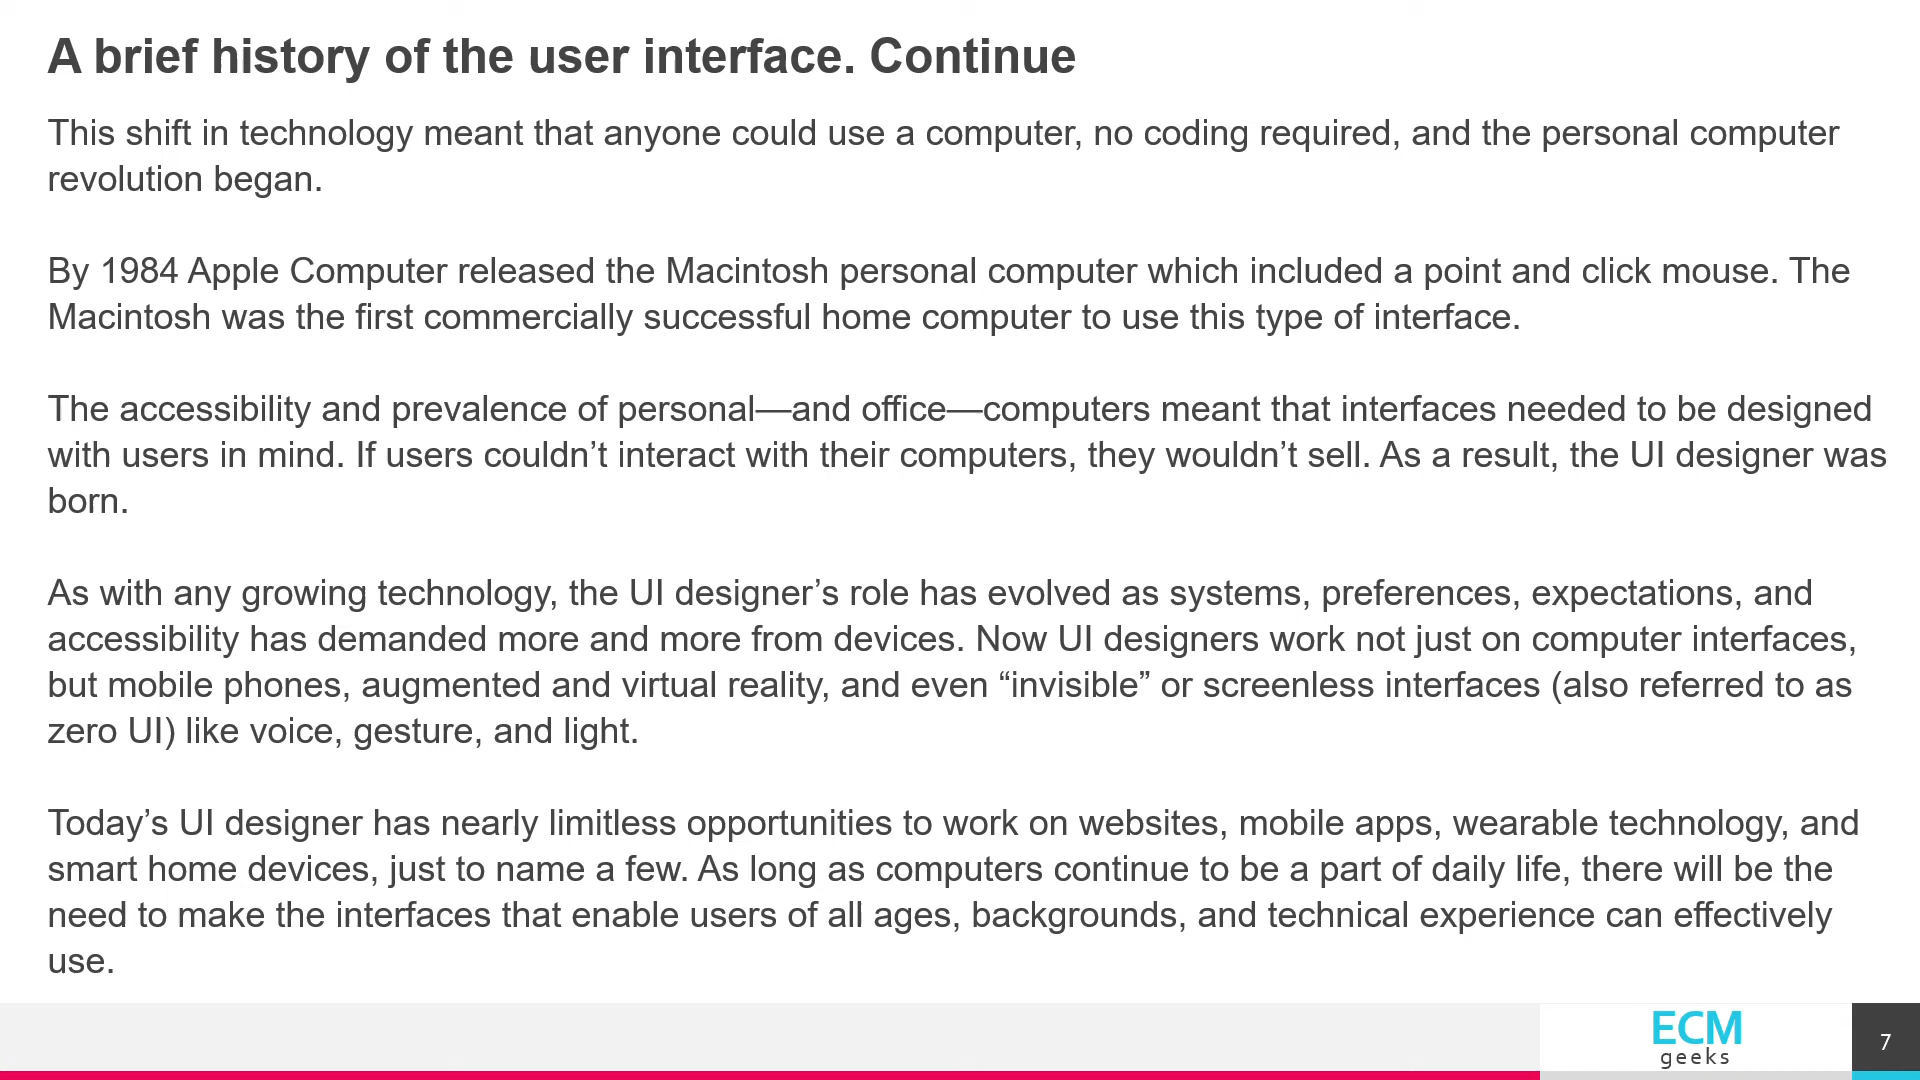 A brief history of the user interface. Continue
This shift in technology meant that anyone could use a computer, no coding required, and the personal computer
revolution began.
By 1984 Apple Computer released the Macintosh personal computer which included a point and click mouse. The
Macintosh was the first commercially successful home computer to use this type of interface.
The accessibility and prevalence of personal—and office—computers meant that interfaces needed to be designed
with users in mind. If users couldn’t interact with their computers, they wouldn’t sell. As a result, the UI designer was
born.
As with any growing technology, the UI designer’s role has evolved as systems, preferences, expectations, and
accessibility has demanded more and more from devices. Now UI designers work not just on computer interfaces,
but mobile phones, augmented and virtual reality, and even “invisible” or screenless interfaces (also referred to as
zero UI) like voice, gesture, and light.
Today’s UI designer has nearly limitless opportunities to work on websites, mobile apps, wearable technology, and
smart home devices, just to name a few. As long as computers continue to be a part of daily life, there will be the
need to make the interfaces that enable users of all ages, backgrounds, and technical experience can effectively
use.
ECM
geeks
7